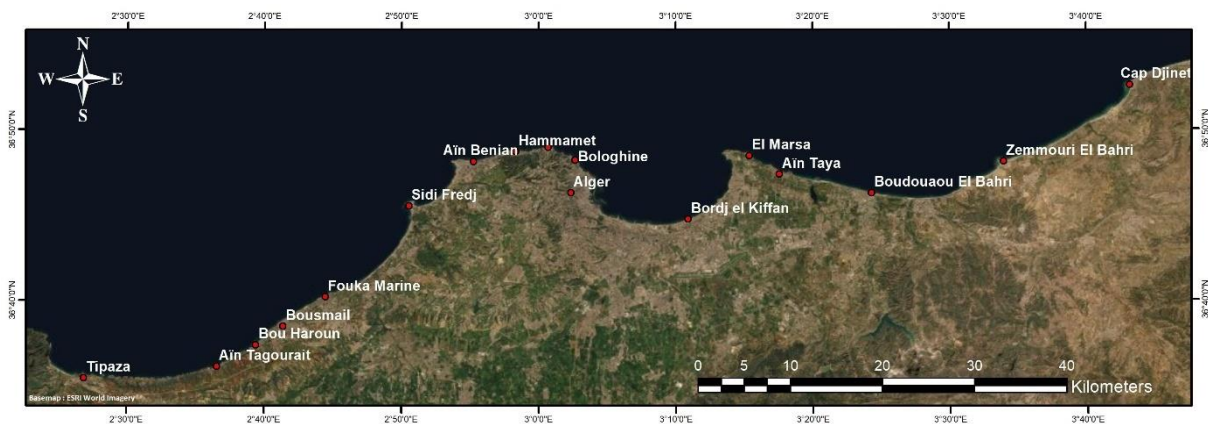 2°30'0"E 2°40'0"E 2°50'0"E 3°0'0"E 3°10'0"E 3°20'0"E 3°30'0"E 3°40'0"E
N
W E
S
Cap Djinet
36°50'0"N 36°50'0"N
Hammamet
Aïn Benian
Bologhine
El Marsa
Zemmouri El Bahri
Aïn Taya
Alger
Boudouaou El Bahri
Sidi Fredj
Bordj el Kiffan
Fouka Marine
36°40'0"N 36°40'0"N
Bousmail
Bou Haroun
Aïn Tagourait
Tipaza
0 5 10 20 30 40
Kilometers
Basemap : ESRI World Imagery
2°30'0"E 2°40'0"E 2°50'0"E 3°0'0"E 3°10'0"E 3°20'0"E 3°30'0"E 3°40'0"E